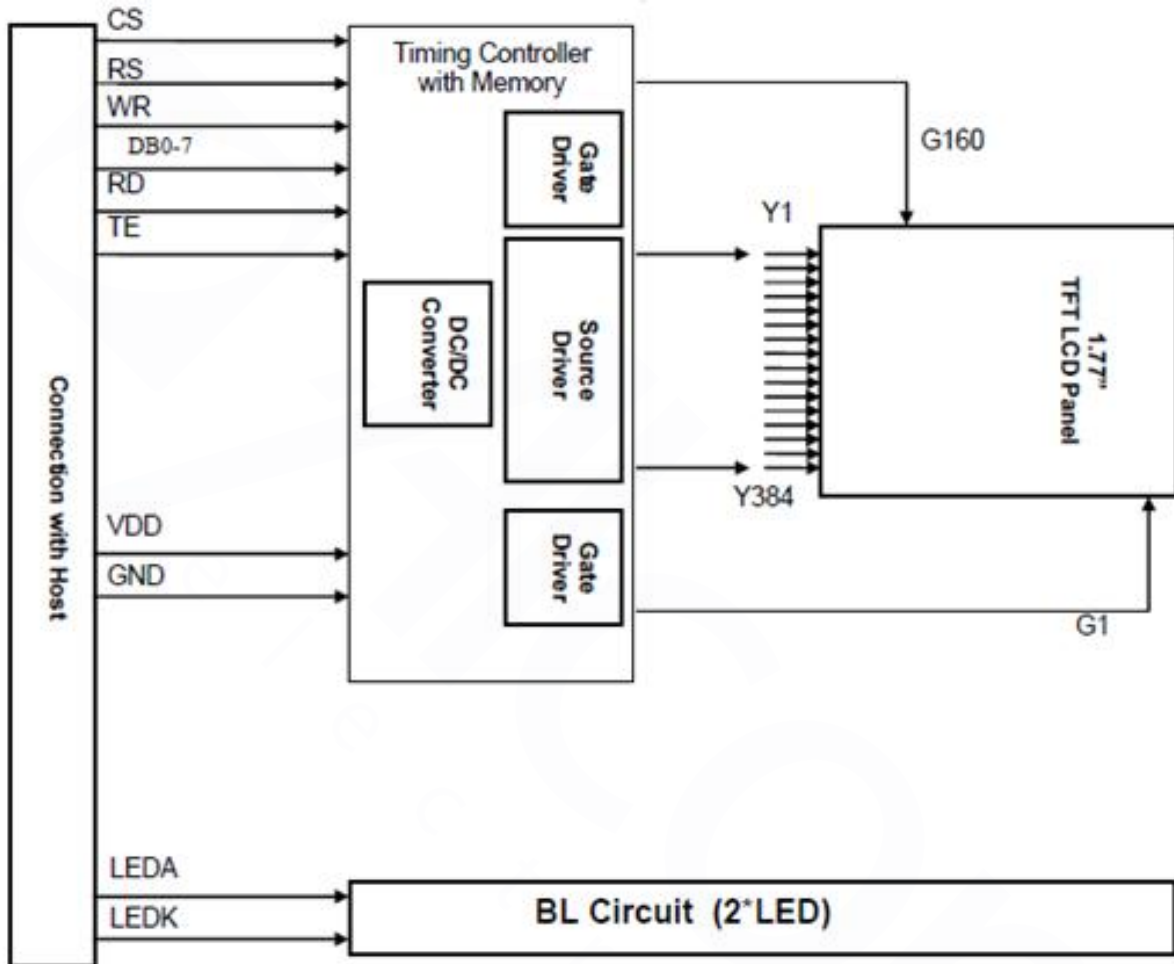 CS
RS
WR
DB0-7
RD
TE
VDD
GND
LEDA
LEDK
Connection with Host
Timing Controller
with Memory
Gate
Driver
DC/DC
Converter
Source
Driver
Gate
Driver
G160
Y1
Y384
G1
1.77”
TFT LCD Panel
BL Circuit (2*LED)